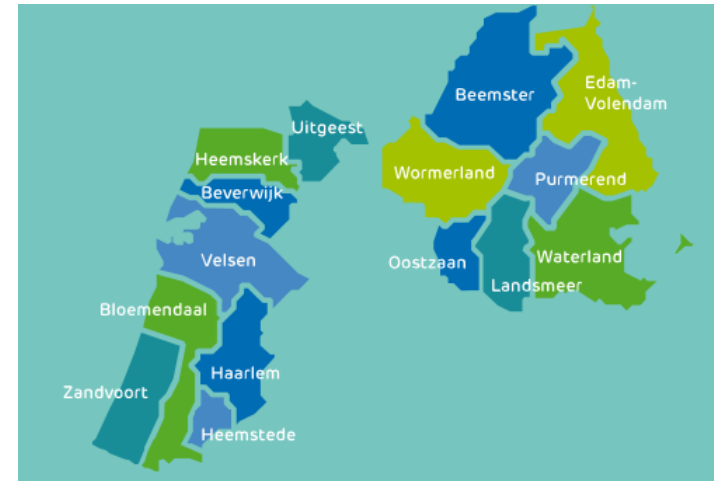 Beemster
Edam-
Volendam
Uitgeest
Heemskerk
Wormerland
Purmerend
Beverwijk
Velsen
Oostzaan
Waterland
Landsmeer
Bloemendaal
Haarlem
Zandvoort
Heemstede